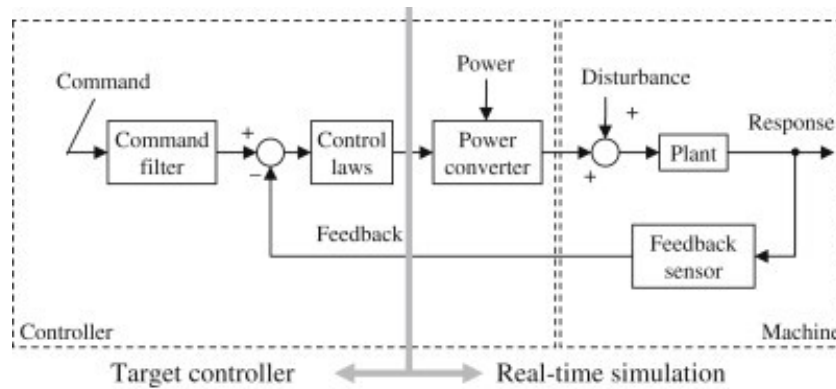 Command
Power
Disturbance
+
Response
Command
filter
+
−
Control
laws
Power
converter
+
Plant
Feedback
Feedback
sensor
Controller
Machine
Target controller
Real-time simulation